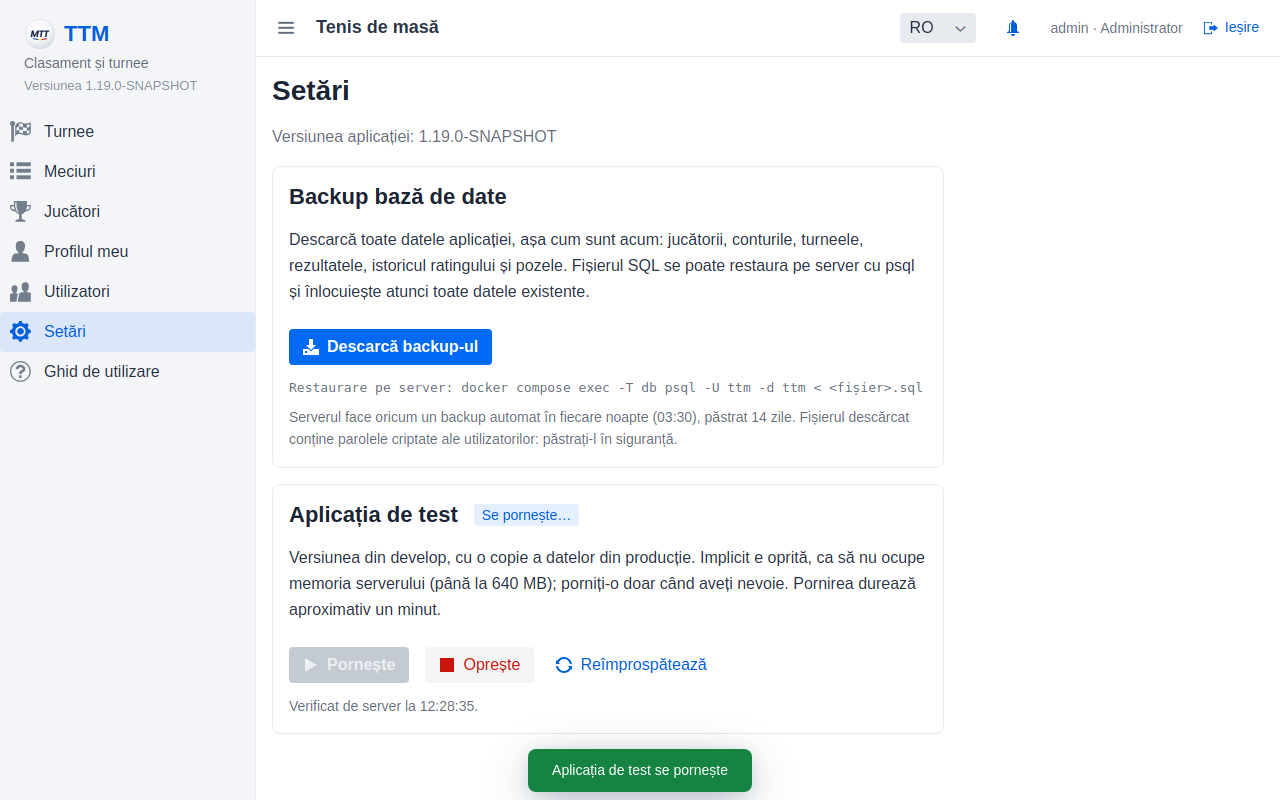 MTT TTM
Clasament și turnee
Versiunea 1.19.0-SNAPSHOT
Turnee
Meciuri
Jucători
Profilul meu
Utilizatori
Setări
Ghid de utilizare
Tenis de masă
RO
admin · Administrator
Ieșire
Setări
Versiunea aplicației: 1.19.0-SNAPSHOT
Backup bază de date
Descarcă toate datele aplicației, așa cum sunt acum: jucătorii, conturile, turneele,
rezultatele, istoricul ratingului și pozele. Fișierul SQL se poate restaura pe server cu psql
și înlocuiește atunci toate datele existente.
Descarcă backup-ul
Restaurare pe server: docker compose exec -T db psql -U ttm -d ttm < <fișier>.sql
Serverul face oricum un backup automat în fiecare noapte (03:30), păstrat 14 zile. Fișierul descărcat
conține parolele criptate ale utilizatorilor: păstrați-l în siguranță.
Aplicația de test Se pornește…
Versiunea din develop, cu o copie a datelor din producție. Implicit e oprită, ca să nu ocupe
memoria serverului (până la 640 MB); porniți-o doar când aveți nevoie. Pornirea durează
aproximativ un minut.
Pornește Oprește Reîmprospătează
Verificat de server la 12:28:35.
Aplicația de test se pornește